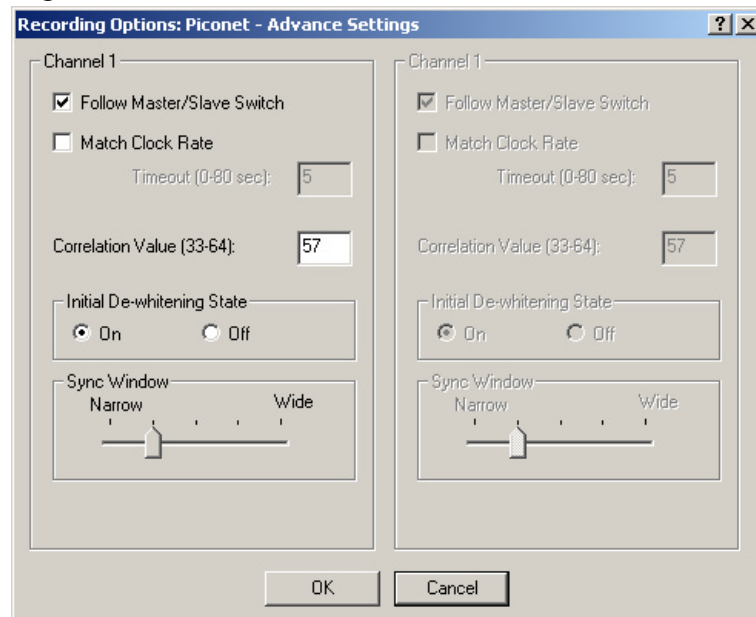 Recording Options: Piconet - Advance Settings
Channel 1
Follow Master/Slave Switch
Match Clock Rate
Timeout (0-80 sec): 5
Correlation Value (33-64): 57
Initial De-whitening State
On Off
Sync Window
Narrow Wide
Channel 1
Follow Master/Slave Switch
Match Clock Rate
Timeout (0-80 sec): 5
Correlation Value (33-64): 57
Initial De-whitening State
On Off
Sync Window
Narrow Wide
OK Cancel